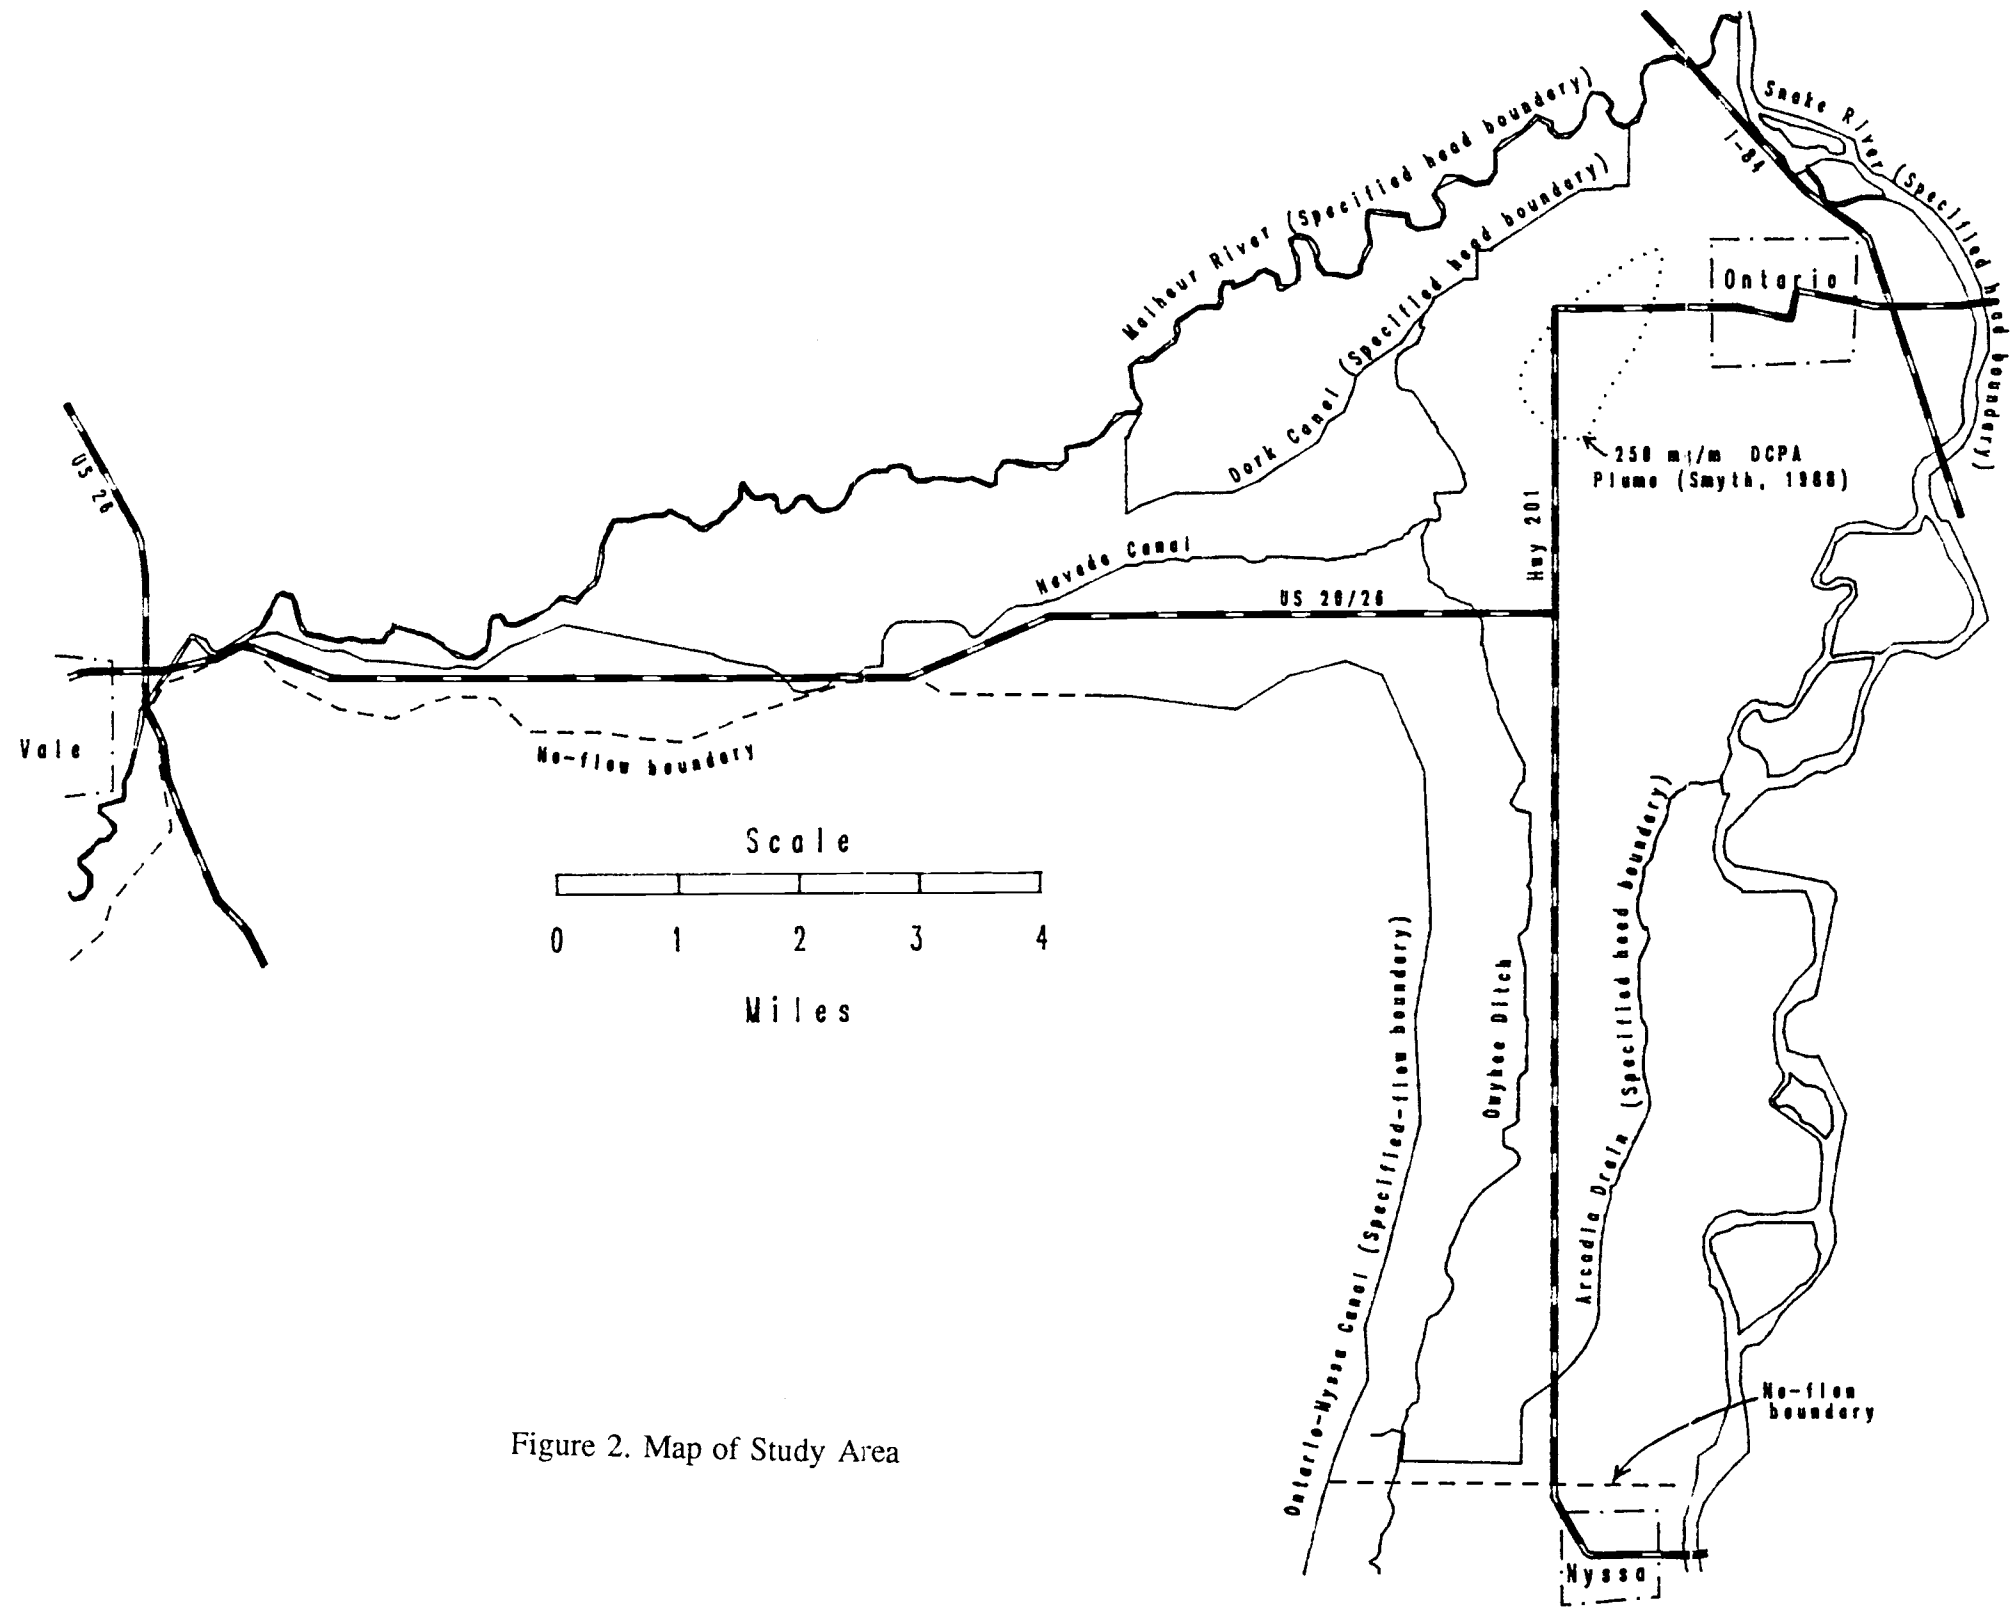 Snake River (Specified head boundary)
I-84
Malheur River (Specified head boundary)
Dork Canal (Specified head boundary)
Ontario
250 m /m DCPA
Plume (Smyth, 1988)
US 26
Hwy 201
Nevada Canal
US 20/26
Vale
No-flow boundary
Scale
0 1 2 3 4
Miles
Ontario-Nyssa Canal (Specified-flow boundary)
Owyhee Ditch
Arcadia Drain (Specified head boundary)
No-flow
boundary
Nyssa
Figure 2. Map of Study Area